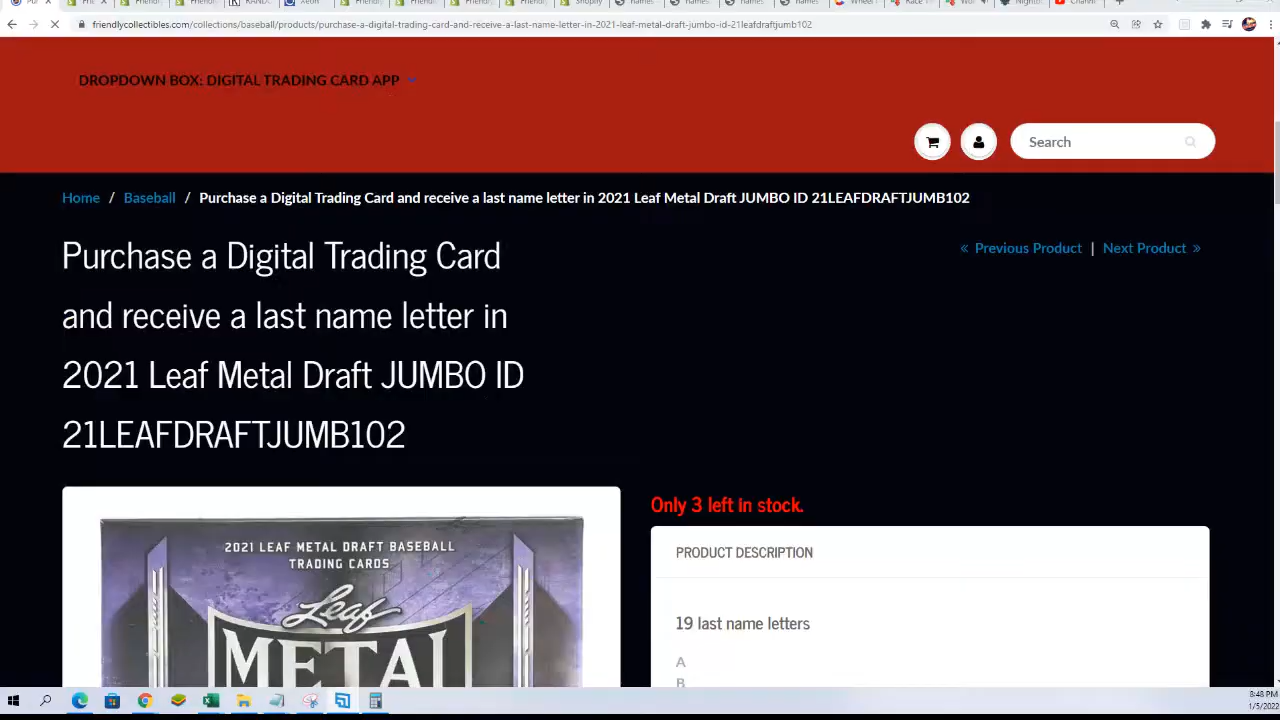 friendlycollectibles.com/collections/baseball/products/purchase-a-digital-trading-card-and-receive-a-last-name-letter-in-2021-leaf-metal-draft-jumbo-id-21leafdraftjumb102
DROPDOWN BOX: DIGITAL TRADING CARD APP
Search
Home / Baseball / Purchase a Digital Trading Card and receive a last name letter in 2021 Leaf Metal Draft JUMBO ID 21LEAFDRAFTJUMB102
« Previous Product | Next Product »
Purchase a Digital Trading Card
and receive a last name letter in
2021 Leaf Metal Draft JUMBO ID
21LEAFDRAFTJUMB102
Only 3 left in stock.
PRODUCT DESCRIPTION
19 last name letters
A
B
2021 LEAF METAL DRAFT BASEBALL
TRADING CARDS
Leaf
METAL
8:48 PM
1/5/2022